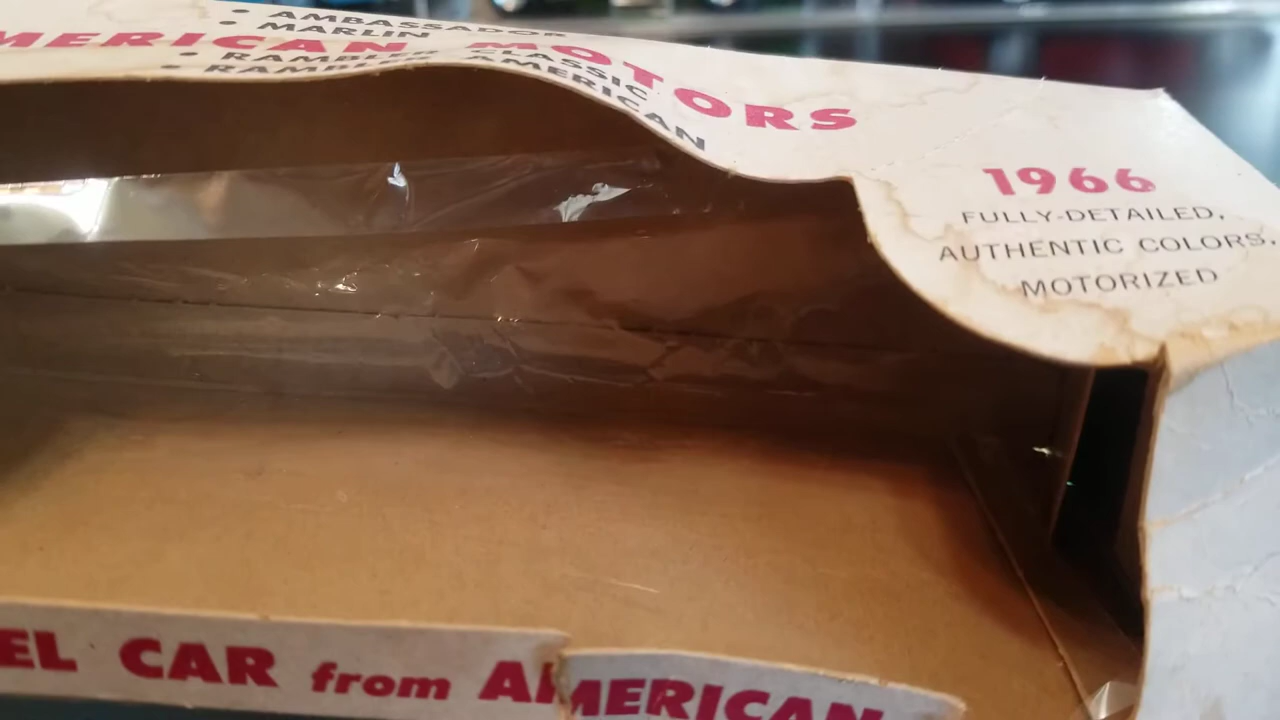 • AMBASSADOR
• MARLIN
MERICAN MOTORS
• RAMBLER CLASSIC
• RAMBLER AMERICAN
1966
FULLY-DETAILED,
AUTHENTIC COLORS,
MOTORIZED
EL CAR from AMERICAN